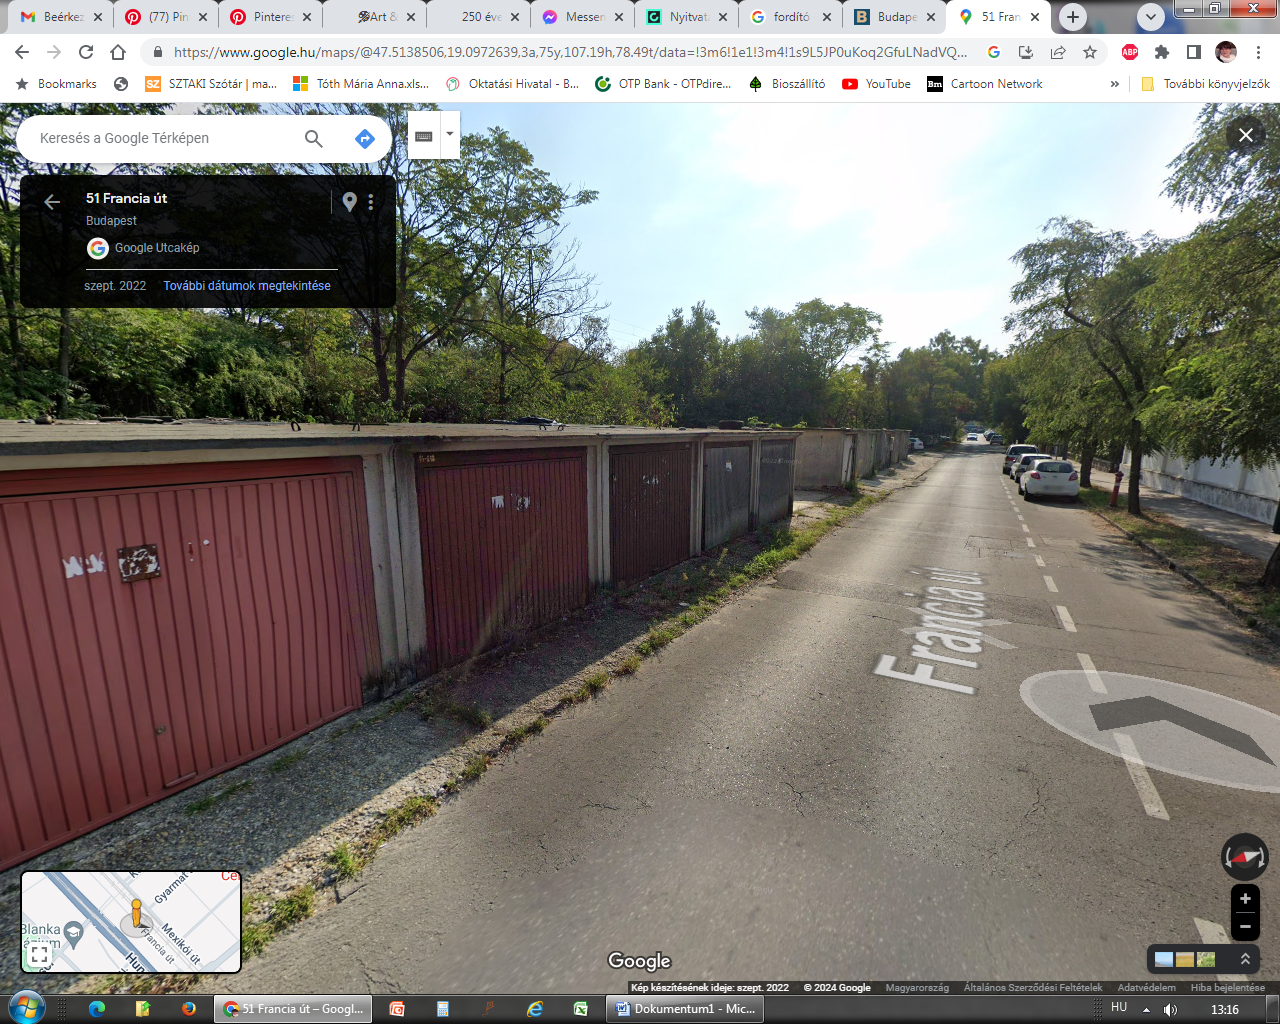 Beérkez
(77) Pin
Pinteres
Art &
250 éve
Messen
Nyitvata
fordító
Budape
51 Fran
https://www.google.hu/maps/@47.5138506,19.0972639,3a,75y,107.19h,78.49t/data=!3m6!1e1!3m4!1s9L5JP0uKoq2GfuLNadVQ...
Bookmarks
SZTAKI Szótár | ma...
Tóth Mária Anna.xls...
Oktatási Hivatal - B...
OTP Bank - OTPdire...
Bioszállító
YouTube
Cartoon Network
»
További könyvjelzők
Keresés a Google Térképen
51 Francia út
Budapest
Google Utcakép
szept. 2022 További dátumok megtekintése
Francia út
Gyarmat
Mexikói út
Francia út
Hun
Blanka
Ce
Google
Kép készítésének ideje: szept. 2022 © 2024 Google Magyarország Általános Szerződési Feltételek Adatvédelem Hiba bejelentése
51 Francia út – Googl...
Dokumentum1 - Mic...
HU
13:16